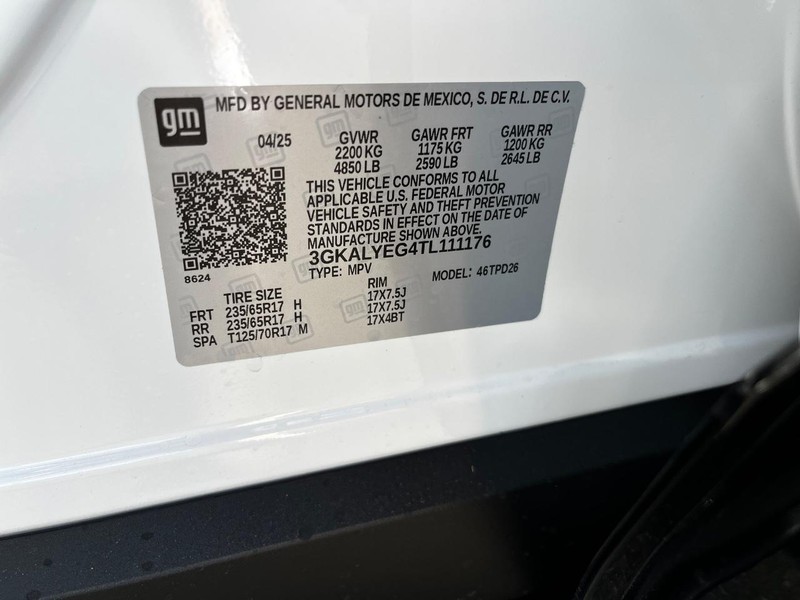 gm
MFD BY GENERAL MOTORS DE MEXICO, S. DE R.L. DE C.V.
04/25 GVWR GAWR FRT GAWR RR
2200 KG 1175 KG 1200 KG
4850 LB 2590 LB 2645 LB
THIS VEHICLE CONFORMS TO ALL
APPLICABLE U.S. FEDERAL MOTOR
VEHICLE SAFETY AND THEFT PREVENTION
STANDARDS IN EFFECT ON THE DATE OF
MANUFACTURE SHOWN ABOVE.
3GKALYEG4TL111176
8624
TYPE: MPV MODEL: 46TPD26
TIRE SIZE RIM
FRT 235/65R17 H 17X7.5J
RR 235/65R17 H 17X7.5J
SPA T125/70R17 M 17X4BT